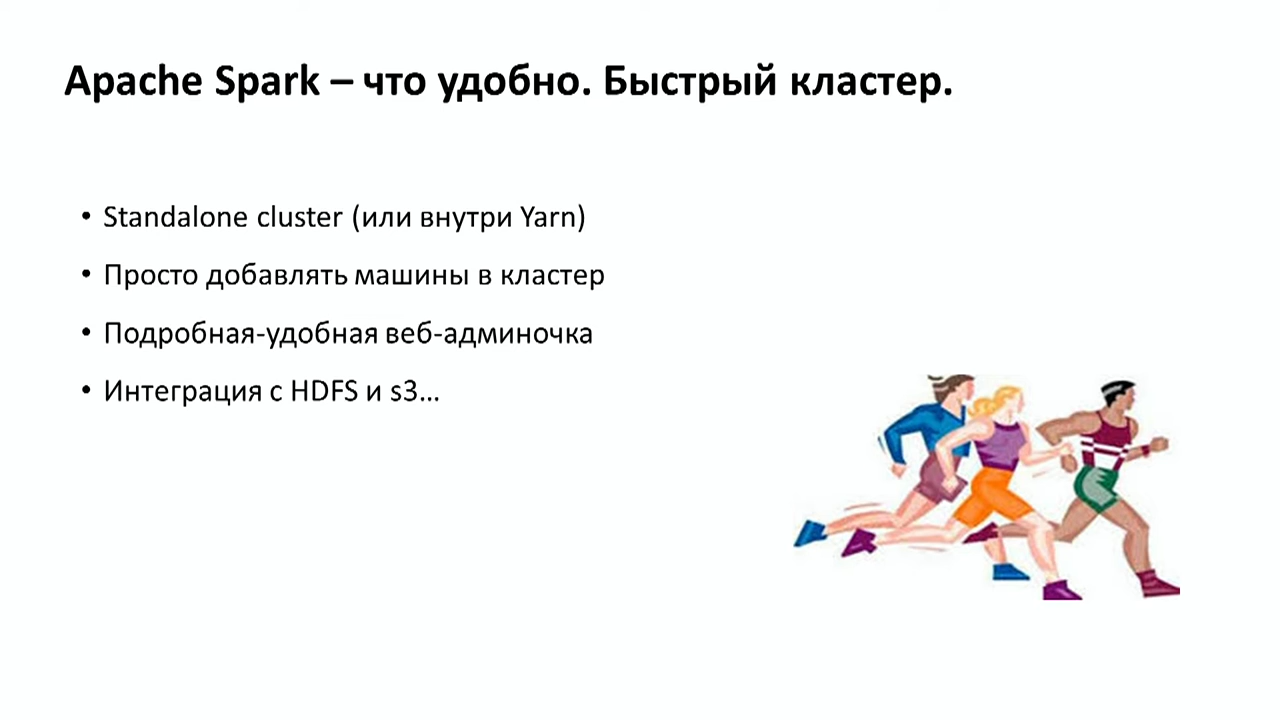 Apache Spark – что удобно. Быстрый кластер.
• Standalone cluster (или внутри Yarn)
• Просто добавлять машины в кластер
• Подробная-удобная веб-админочка
• Интеграция с HDFS и s3…